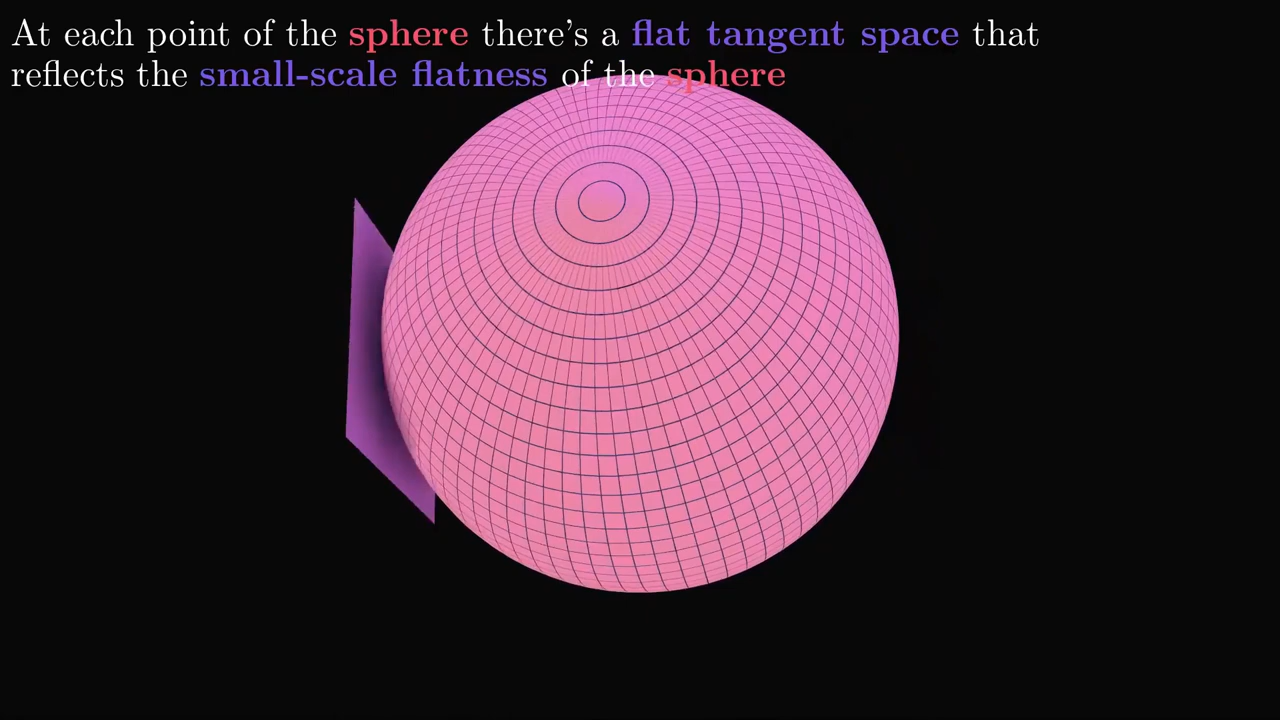 At each point of the sphere there's a flat tangent space that
reflects the small-scale flatness of the sphere